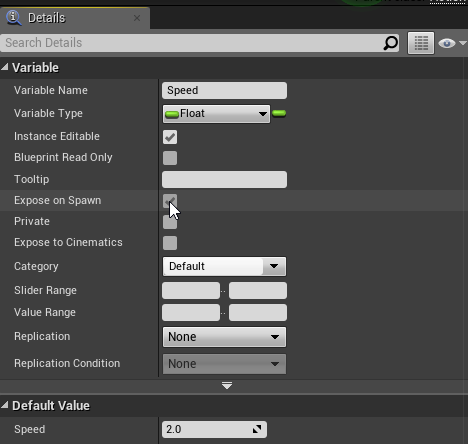 Details
Search Details
Variable
Variable Name Speed
Variable Type Float
Instance Editable
Blueprint Read Only
Tooltip
Expose on Spawn
Private
Expose to Cinematics
Category Default
Slider Range ..
Value Range ..
Replication None
Replication Condition None
Default Value
Speed 2.0